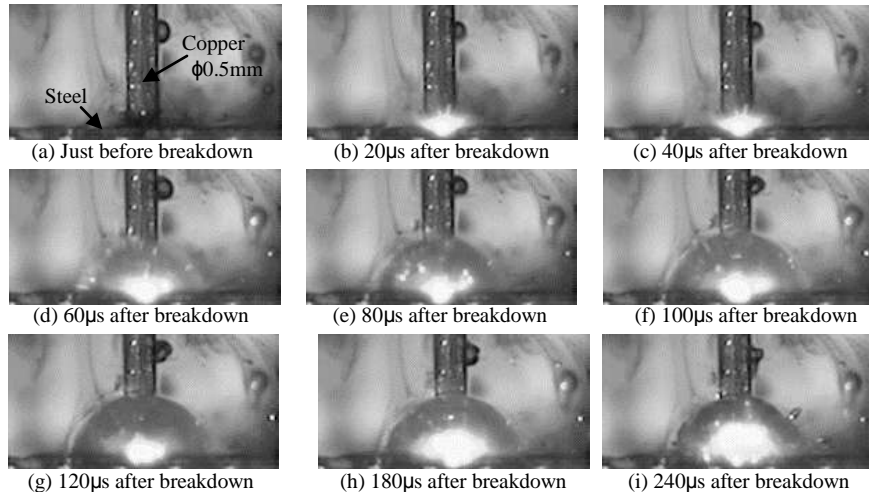 Copper
ϕ0.5mm
Steel
(a) Just before breakdown
(b) 20µs after breakdown
(c) 40µs after breakdown
(d) 60µs after breakdown
(e) 80µs after breakdown
(f) 100µs after breakdown
(g) 120µs after breakdown
(h) 180µs after breakdown
(i) 240µs after breakdown